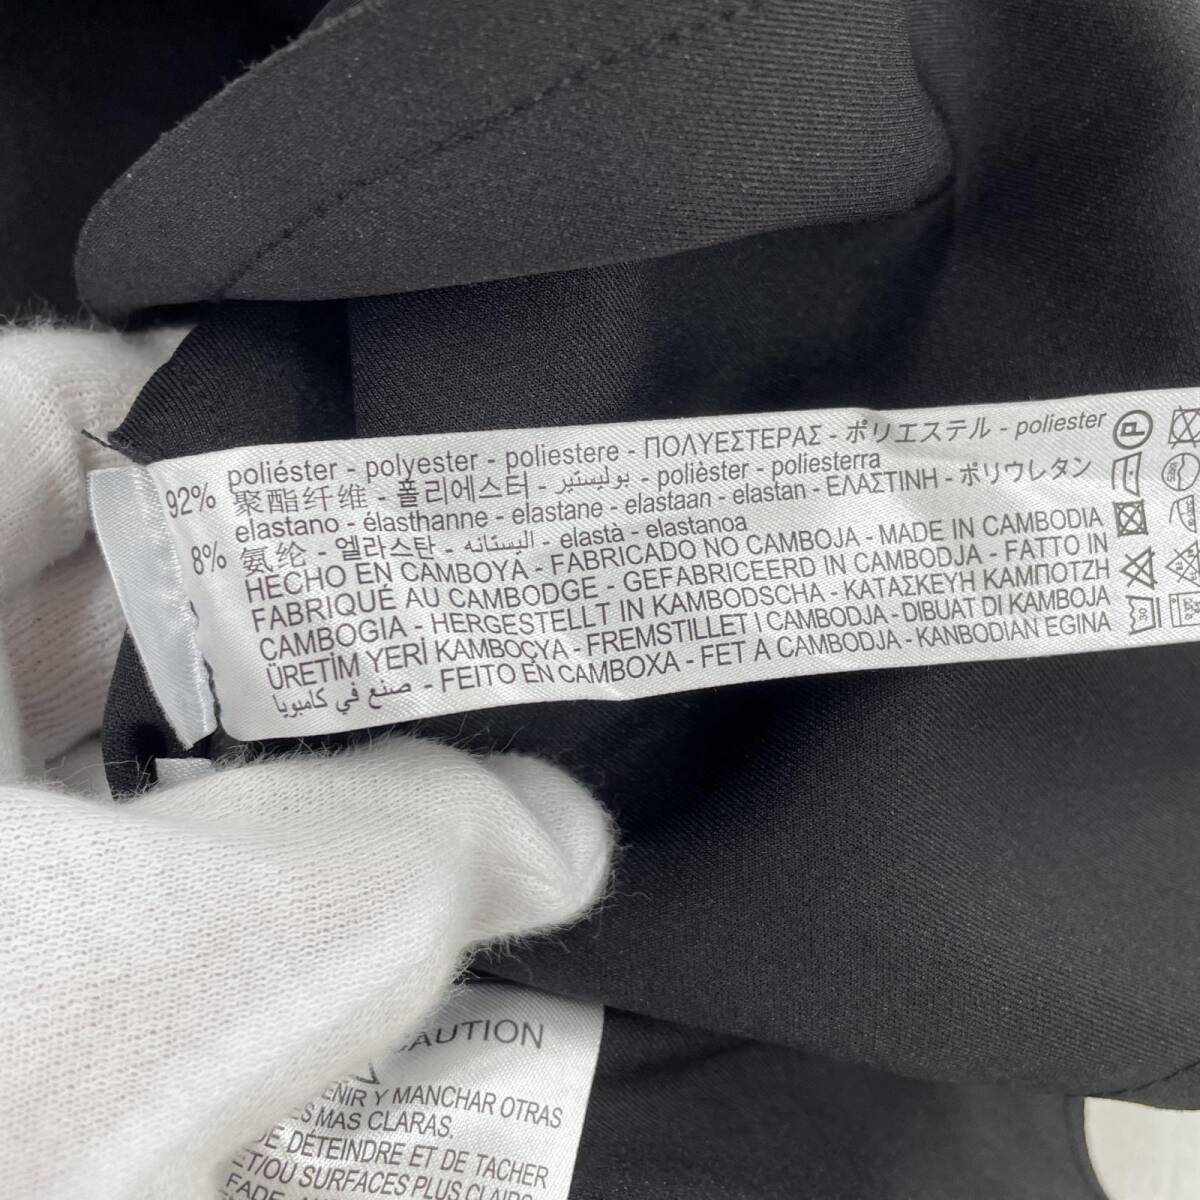 92% poliéster - polyester - poliestere - ΠΟΛΥΕΣΤΕΡΑΣ - ポリエステル - poliester
聚酯纤维 - 폴리에스터 - بوليستير - polièster - poliesterra
8% elastano - élasthanne - elastane - elastaan - elastan - ΕΛΑΣΤΙΝΗ - ポリウレタン
氨纶 - 엘라스탄 - البستانه - elastà - elastanoa
HECHO EN CAMBOYA - FABRICADO NO CAMBOJA - MADE IN CAMBODIA
FABRIQUÉ AU CAMBODGE - GEFABRICEERD IN CAMBODJA - FATTO IN
CAMBOGIA - HERGESTELLT IN KAMBODSCHA - ΚΑΤΑΣΚΕΥΗ ΚΑΜΠΟΤΖΗ
ÜRETİM YERİ KAMBOÇYA - FREMSTILLET I CAMBODJA - DIBUAT DI KAMBOJA
صنع في كامبويا - FEITO EN CAMBOXA - FET A CAMBODJA - KANBODIAN EGINA
P
30
CAUTION
Y MANCHAR OTRAS
MAS CLARAS.
DE DÉTEINDRE ET DE TACHER
ET/OU SURFACES PLUS
FADE